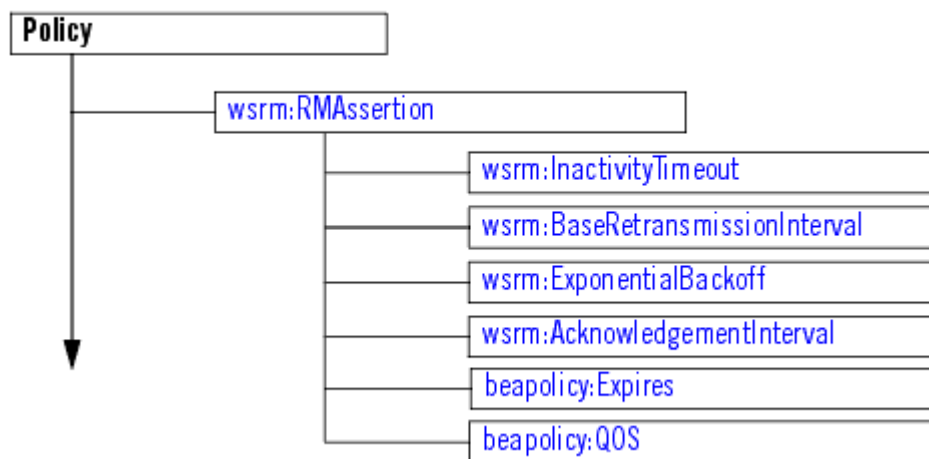 Policy
wsrm:RMAssertion
wsrm:InactivityTimeout
wsrm:BaseRetransmissionInterval
wsrm:ExponentialBackoff
wsrm:AcknowledgementInterval
beapolicy:Expires
beapolicy:QOS